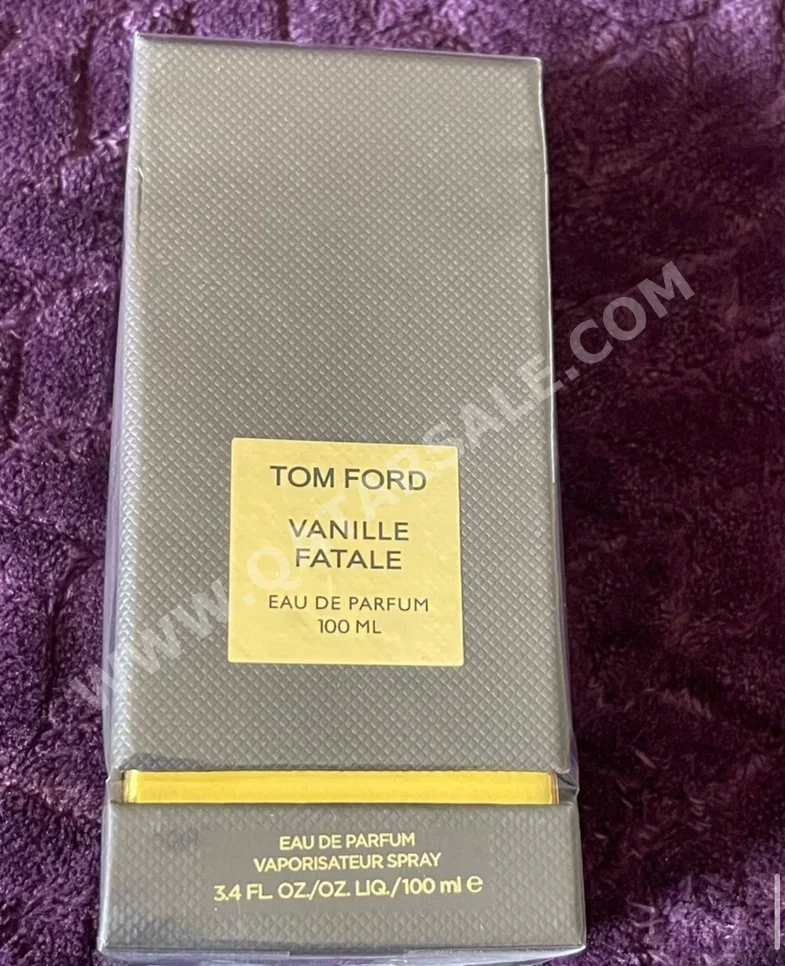 TOM FORD
VANILLE
FATALE
EAU DE PARFUM
100 ML
EAU DE PARFUM
VAPORISATEUR SPRAY
3.4 FL. OZ./OZ. LIQ./100 ml e
WWW.QATARSALE.COM